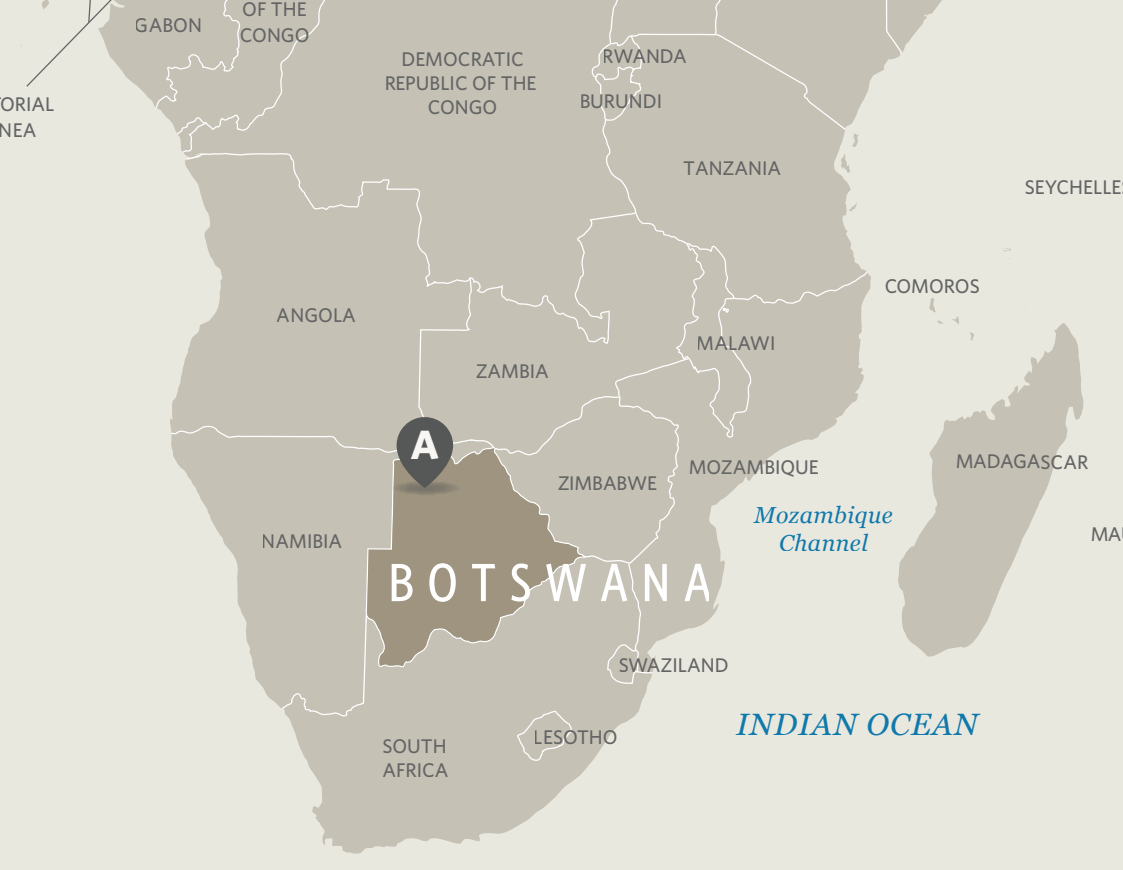 OF THE
CONGO
GABON
DEMOCRATIC
REPUBLIC OF THE
CONGO
RWANDA
BURUNDI
TORIAL
NEA
TANZANIA
SEYCHELLES
COMOROS
ANGOLA
MALAWI
ZAMBIA
A
MADAGASCAR
MOZAMBIQUE
ZIMBABWE
Mozambique
Channel
MAU
NAMIBIA
BOTSWANA
SWAZILAND
INDIAN OCEAN
LESOTHO
SOUTH
AFRICA